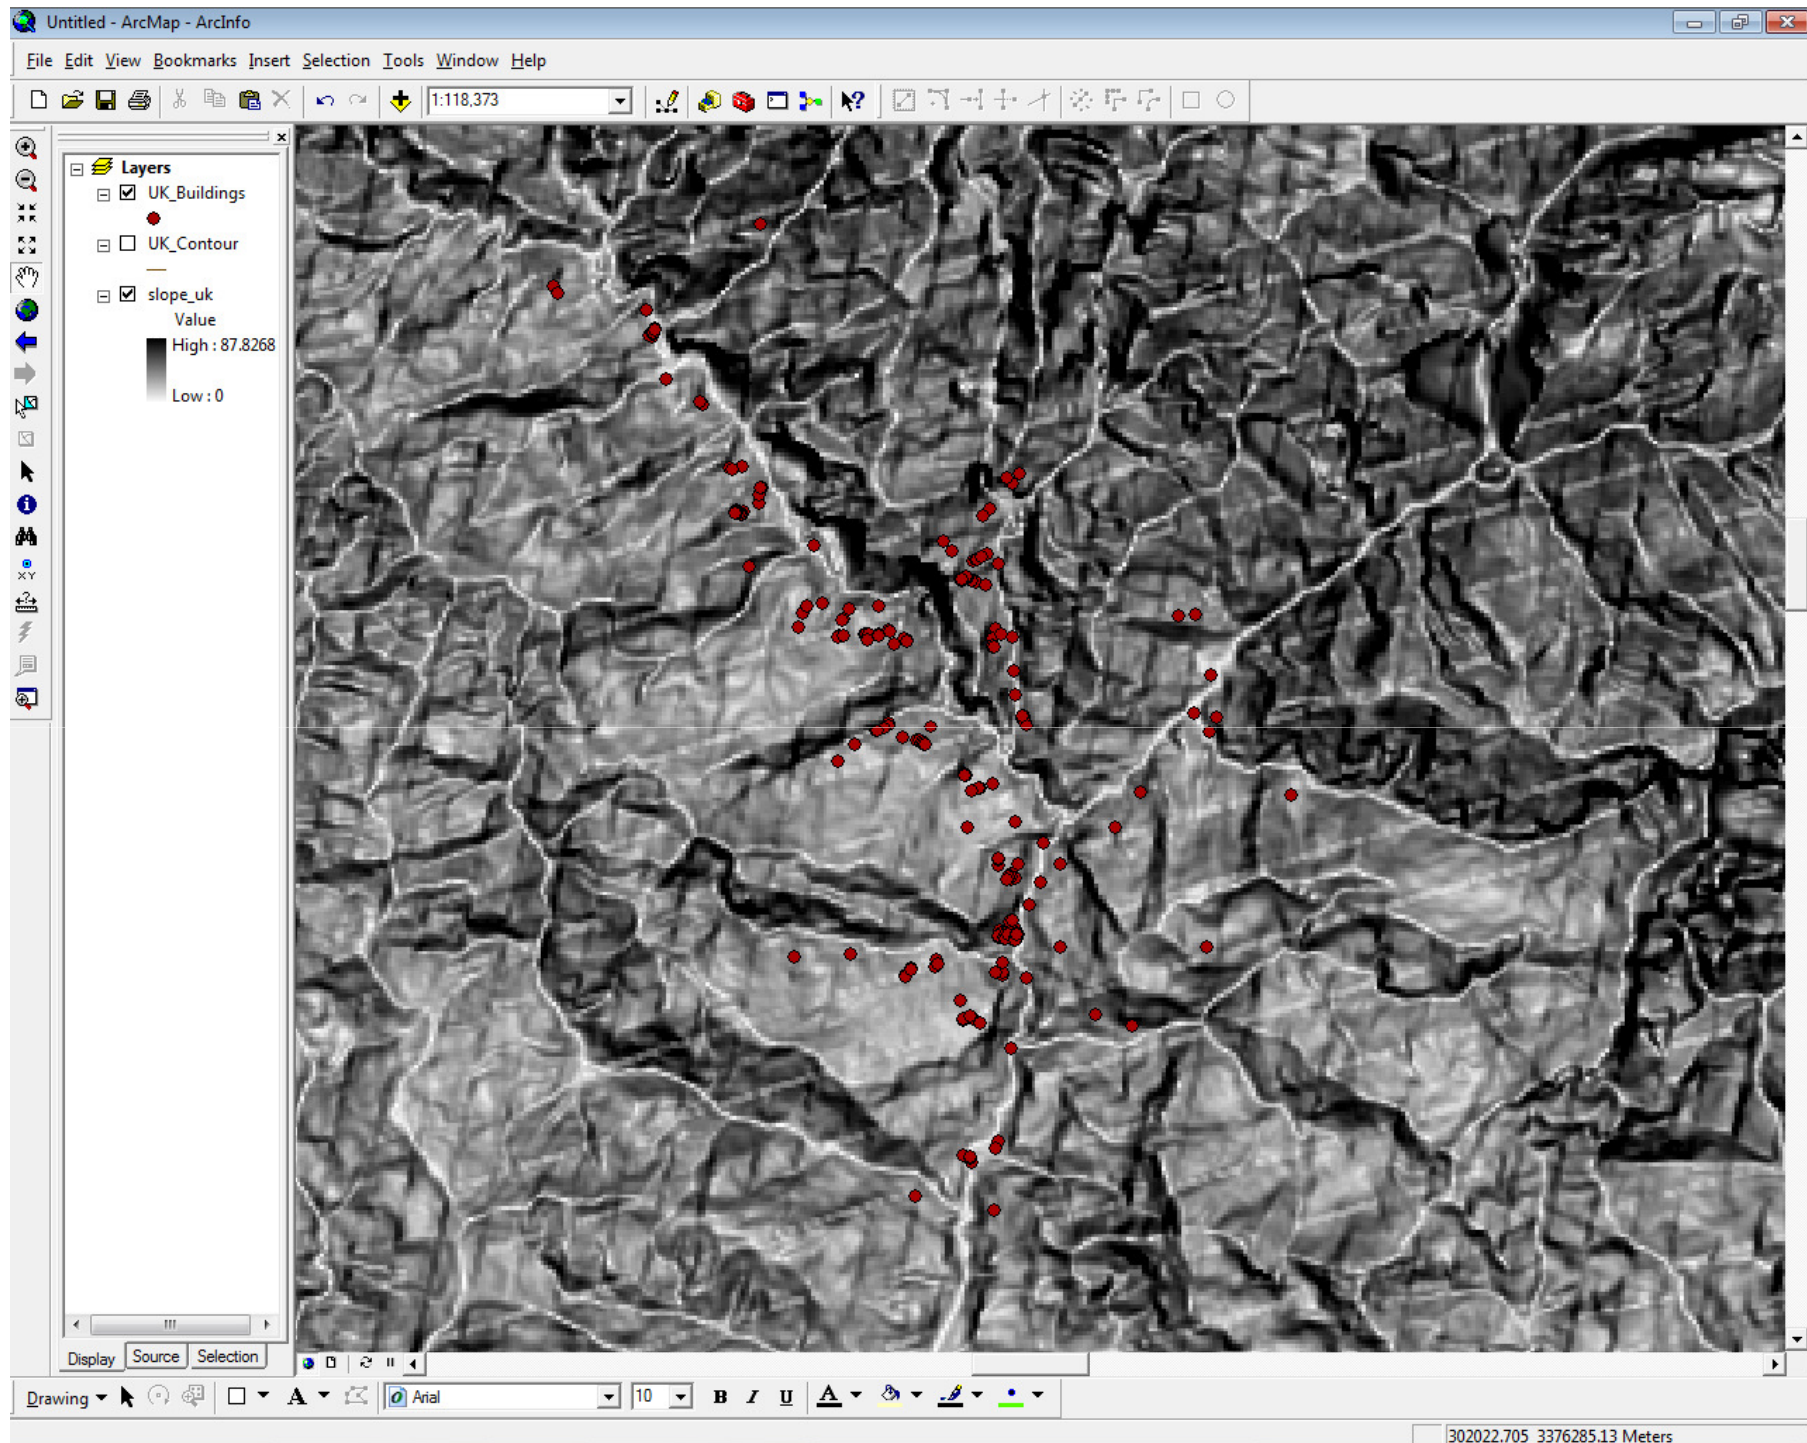 Untitled - ArcMap - ArcInfo
File Edit View Bookmarks Insert Selection Tools Window Help
1:118,373
Layers
UK_Buildings
UK_Contour
slope_uk
Value
High : 87.8268
Low : 0
XY
Display Source Selection
Drawing A Arial 10 B I U A
302022.705 3376285.13 Meters